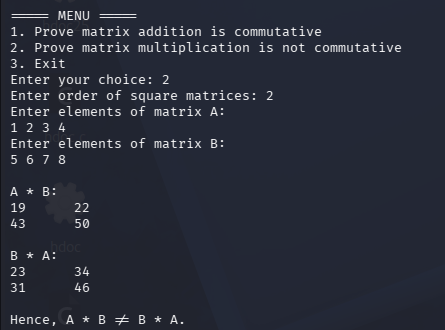 ===== MENU =====
1. Prove matrix addition is commutative
2. Prove matrix multiplication is not commutative
3. Exit
Enter your choice: 2
Enter order of square matrices: 2
Enter elements of matrix A:
1 2 3 4
Enter elements of matrix B:
5 6 7 8
A * B:
19 22
43 50
B * A:
23 34
31 46
Hence, A * B != B * A.